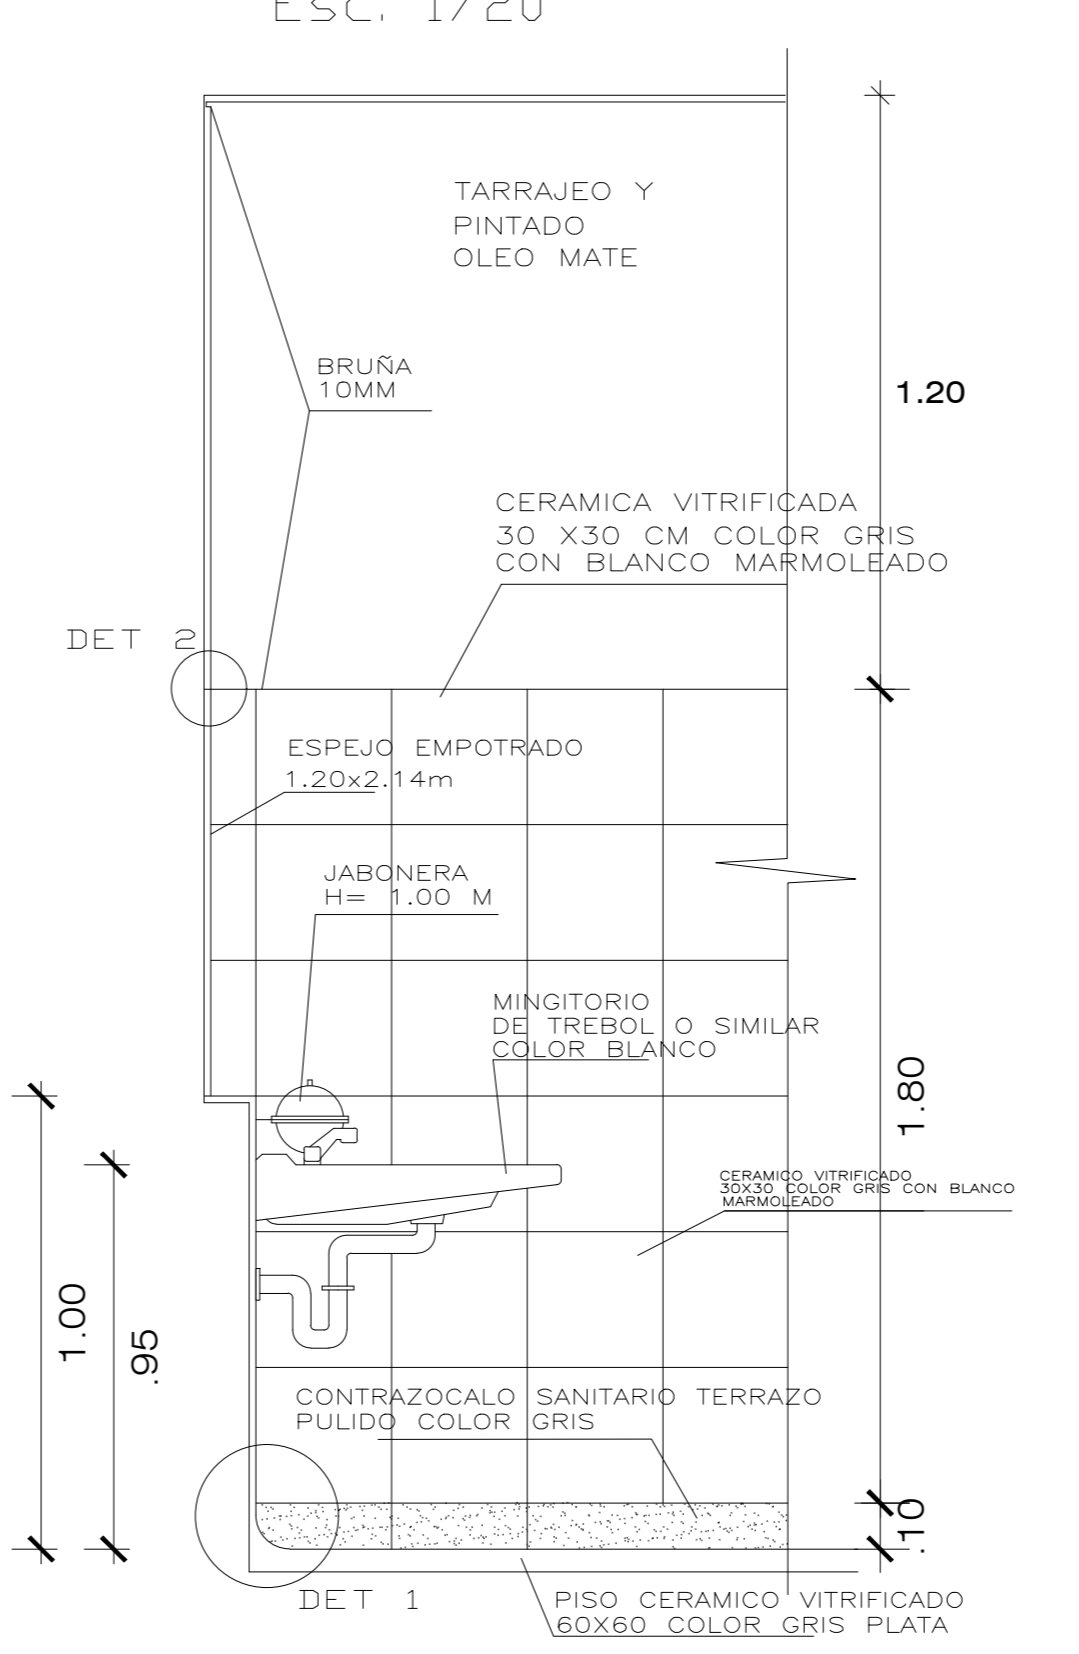 ESC. 1/20
TARRAJEO Y
PINTADO
OLEO MATE
BRUÑA
10MM
1.20
CERAMICA VITRIFICADA
30 X30 CM COLOR GRIS
CON BLANCO MARMOLEADO
DET 2
ESPEJO EMPOTRADO
1.20x2.14m
JABONERA
H= 1.00 M
MINGITORIO
DE TREBOL O SIMILAR
COLOR BLANCO
1.80
CERAMICO VITRIFICADO
30X30 COLOR GRIS CON BLANCO
MARMOLEADO
1.00
.95
CONTRAZOCALO SANITARIO TERRAZO
PULIDO COLOR GRIS
.10
DET 1
PISO CERAMICO VITRIFICADO
60X60 COLOR GRIS PLATA